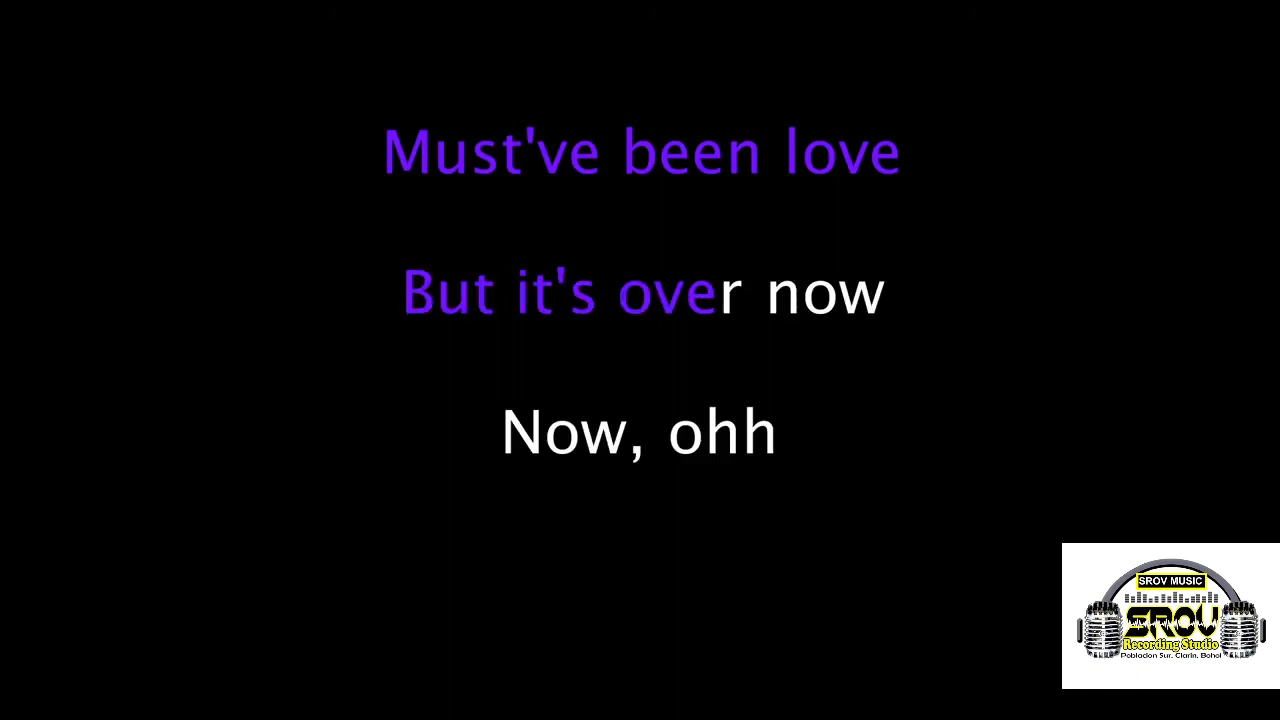 Must've been love
But it's over now
Now, ohh
SROV MUSIC
SROV
Recording Studio
Poblacion Sur. Clarin. Bohol